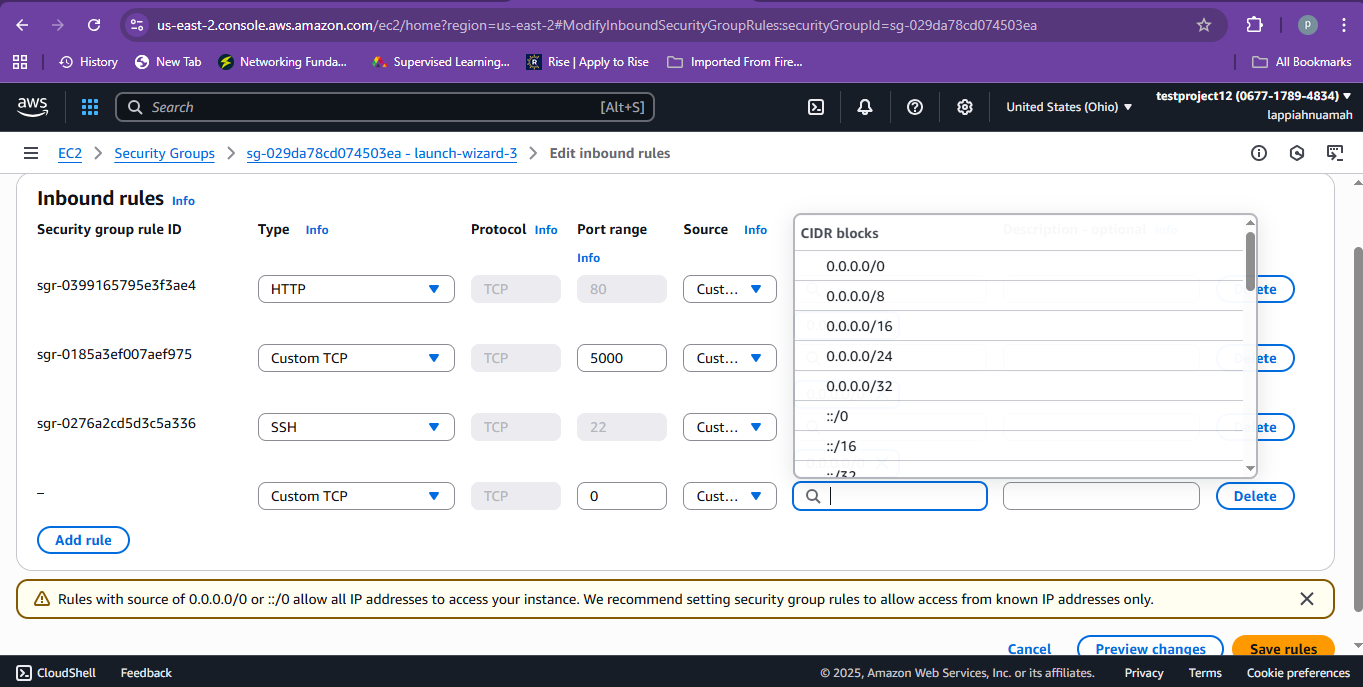 us-east-2.console.aws.amazon.com/ec2/home?region=us-east-2#ModifyInboundSecurityGroupRules:securityGroupId=sg-029da78cd074503ea
P
History
New Tab
Networking Funda...
Supervised Learning...
R
Rise | Apply to Rise
Imported From Fire...
All Bookmarks
aws
Search
[Alt+S]
United States (Ohio)
testproject12 (0677-1789-4834)
lappiahnuamah
EC2 > Security Groups > sg-029da78cd074503ea - launch-wizard-3 > Edit inbound rules
Inbound rules Info
Security group rule ID
Type Info
Protocol Info
Port range
Info
Source Info
Description - optional Info
sgr-0399165795e3f3ae4
HTTP
TCP
80
Cust...
ete
sgr-0185a3ef007aef975
Custom TCP
TCP
5000
Cust...
ete
sgr-0276a2cd5d3c5a336
SSH
TCP
22
Cust...
ete
CIDR blocks
0.0.0.0/0
0.0.0.0/8
0.0.0.0/16
0.0.0.0/24
0.0.0.0/32
::/0
::/16
::/32
–
Custom TCP
TCP
0
Cust...
Delete
Add rule
Rules with source of 0.0.0.0/0 or ::/0 allow all IP addresses to access your instance. We recommend setting security group rules to allow access from known IP addresses only.
Cancel
Preview changes
Save rules
CloudShell
Feedback
© 2025, Amazon Web Services, Inc. or its affiliates.
Privacy
Terms
Cookie preferences